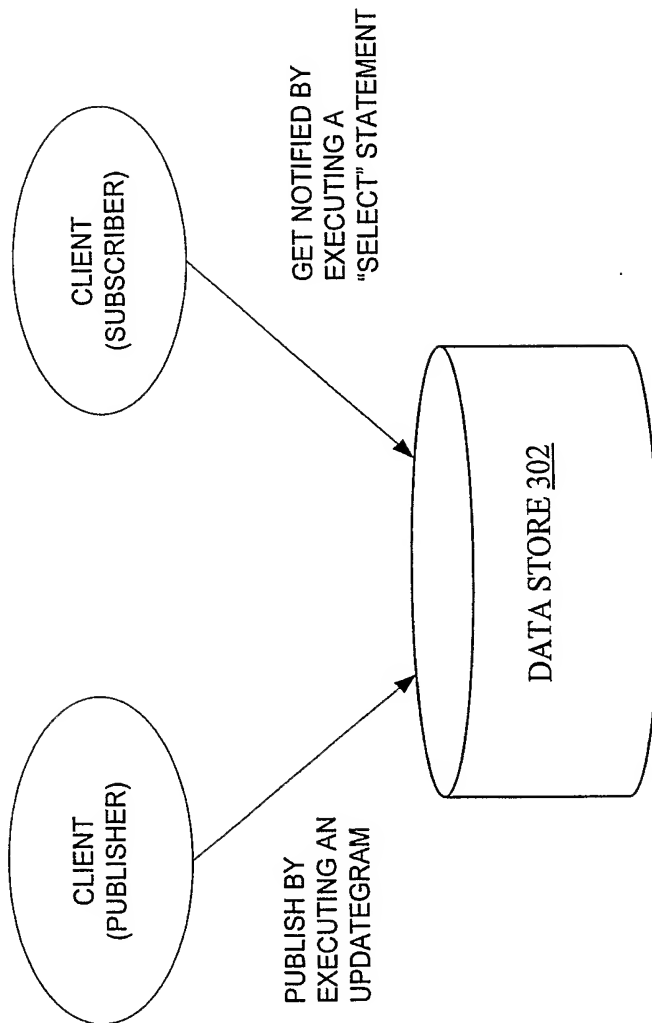 CLIENT
(PUBLISHER)
CLIENT
(SUBSCRIBER)
PUBLISH BY
EXECUTING AN
UPDATEGRAM
GET NOTIFIED BY
EXECUTING A
"SELECT" STATEMENT
DATA STORE 302